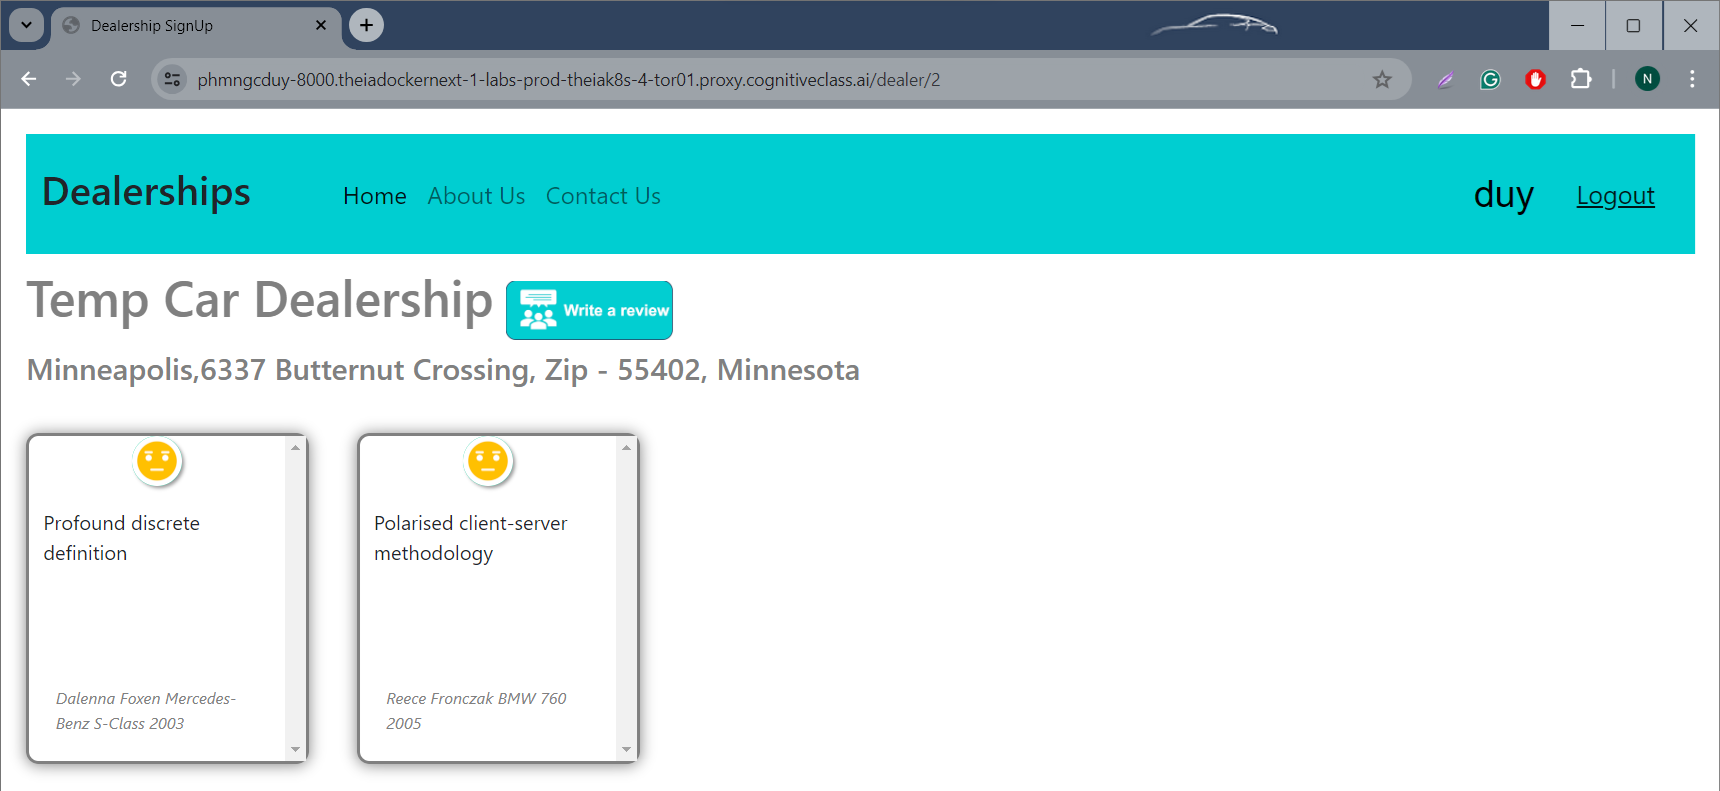 Dealership SignUp
phmngcduy-8000.theiadockernext-1-labs-prod-theiak8s-4-tor01.proxy.cognitiveclass.ai/dealer/2
N
Dealerships Home About Us Contact Us duy Logout
Temp Car Dealership Write a review
Minneapolis,6337 Butternut Crossing, Zip - 55402, Minnesota
Profound discrete
definition
Dalenna Foxen Mercedes-
Benz S-Class 2003
Polarised client-server
methodology
Reece Fronczak BMW 760
2005